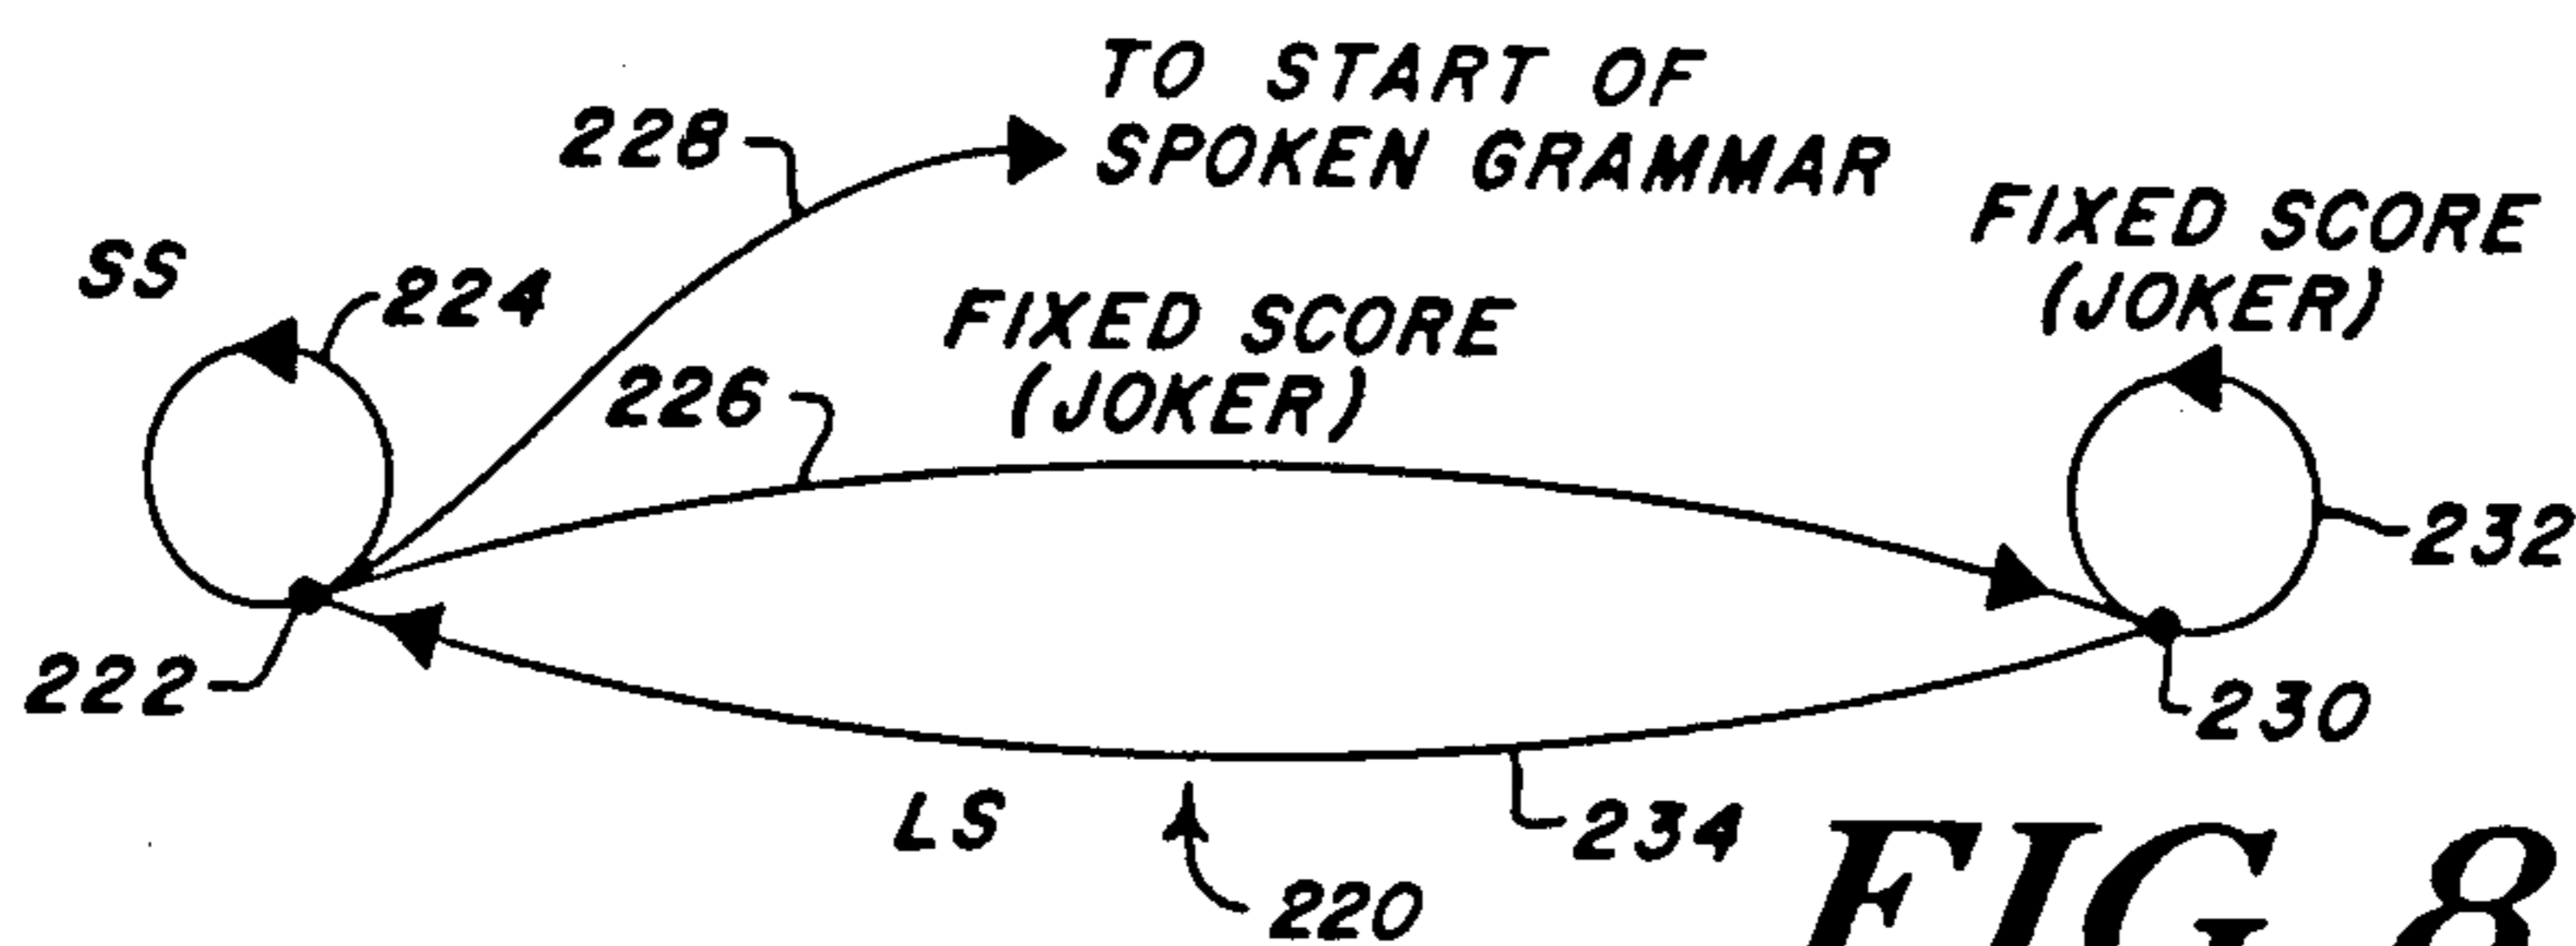 TO START OF
SPOKEN GRAMMAR
228
FIXED SCORE
(JOKER)
SS
224
FIXED SCORE
(JOKER)
226
232
222
230
LS
234
220
FIG. 8